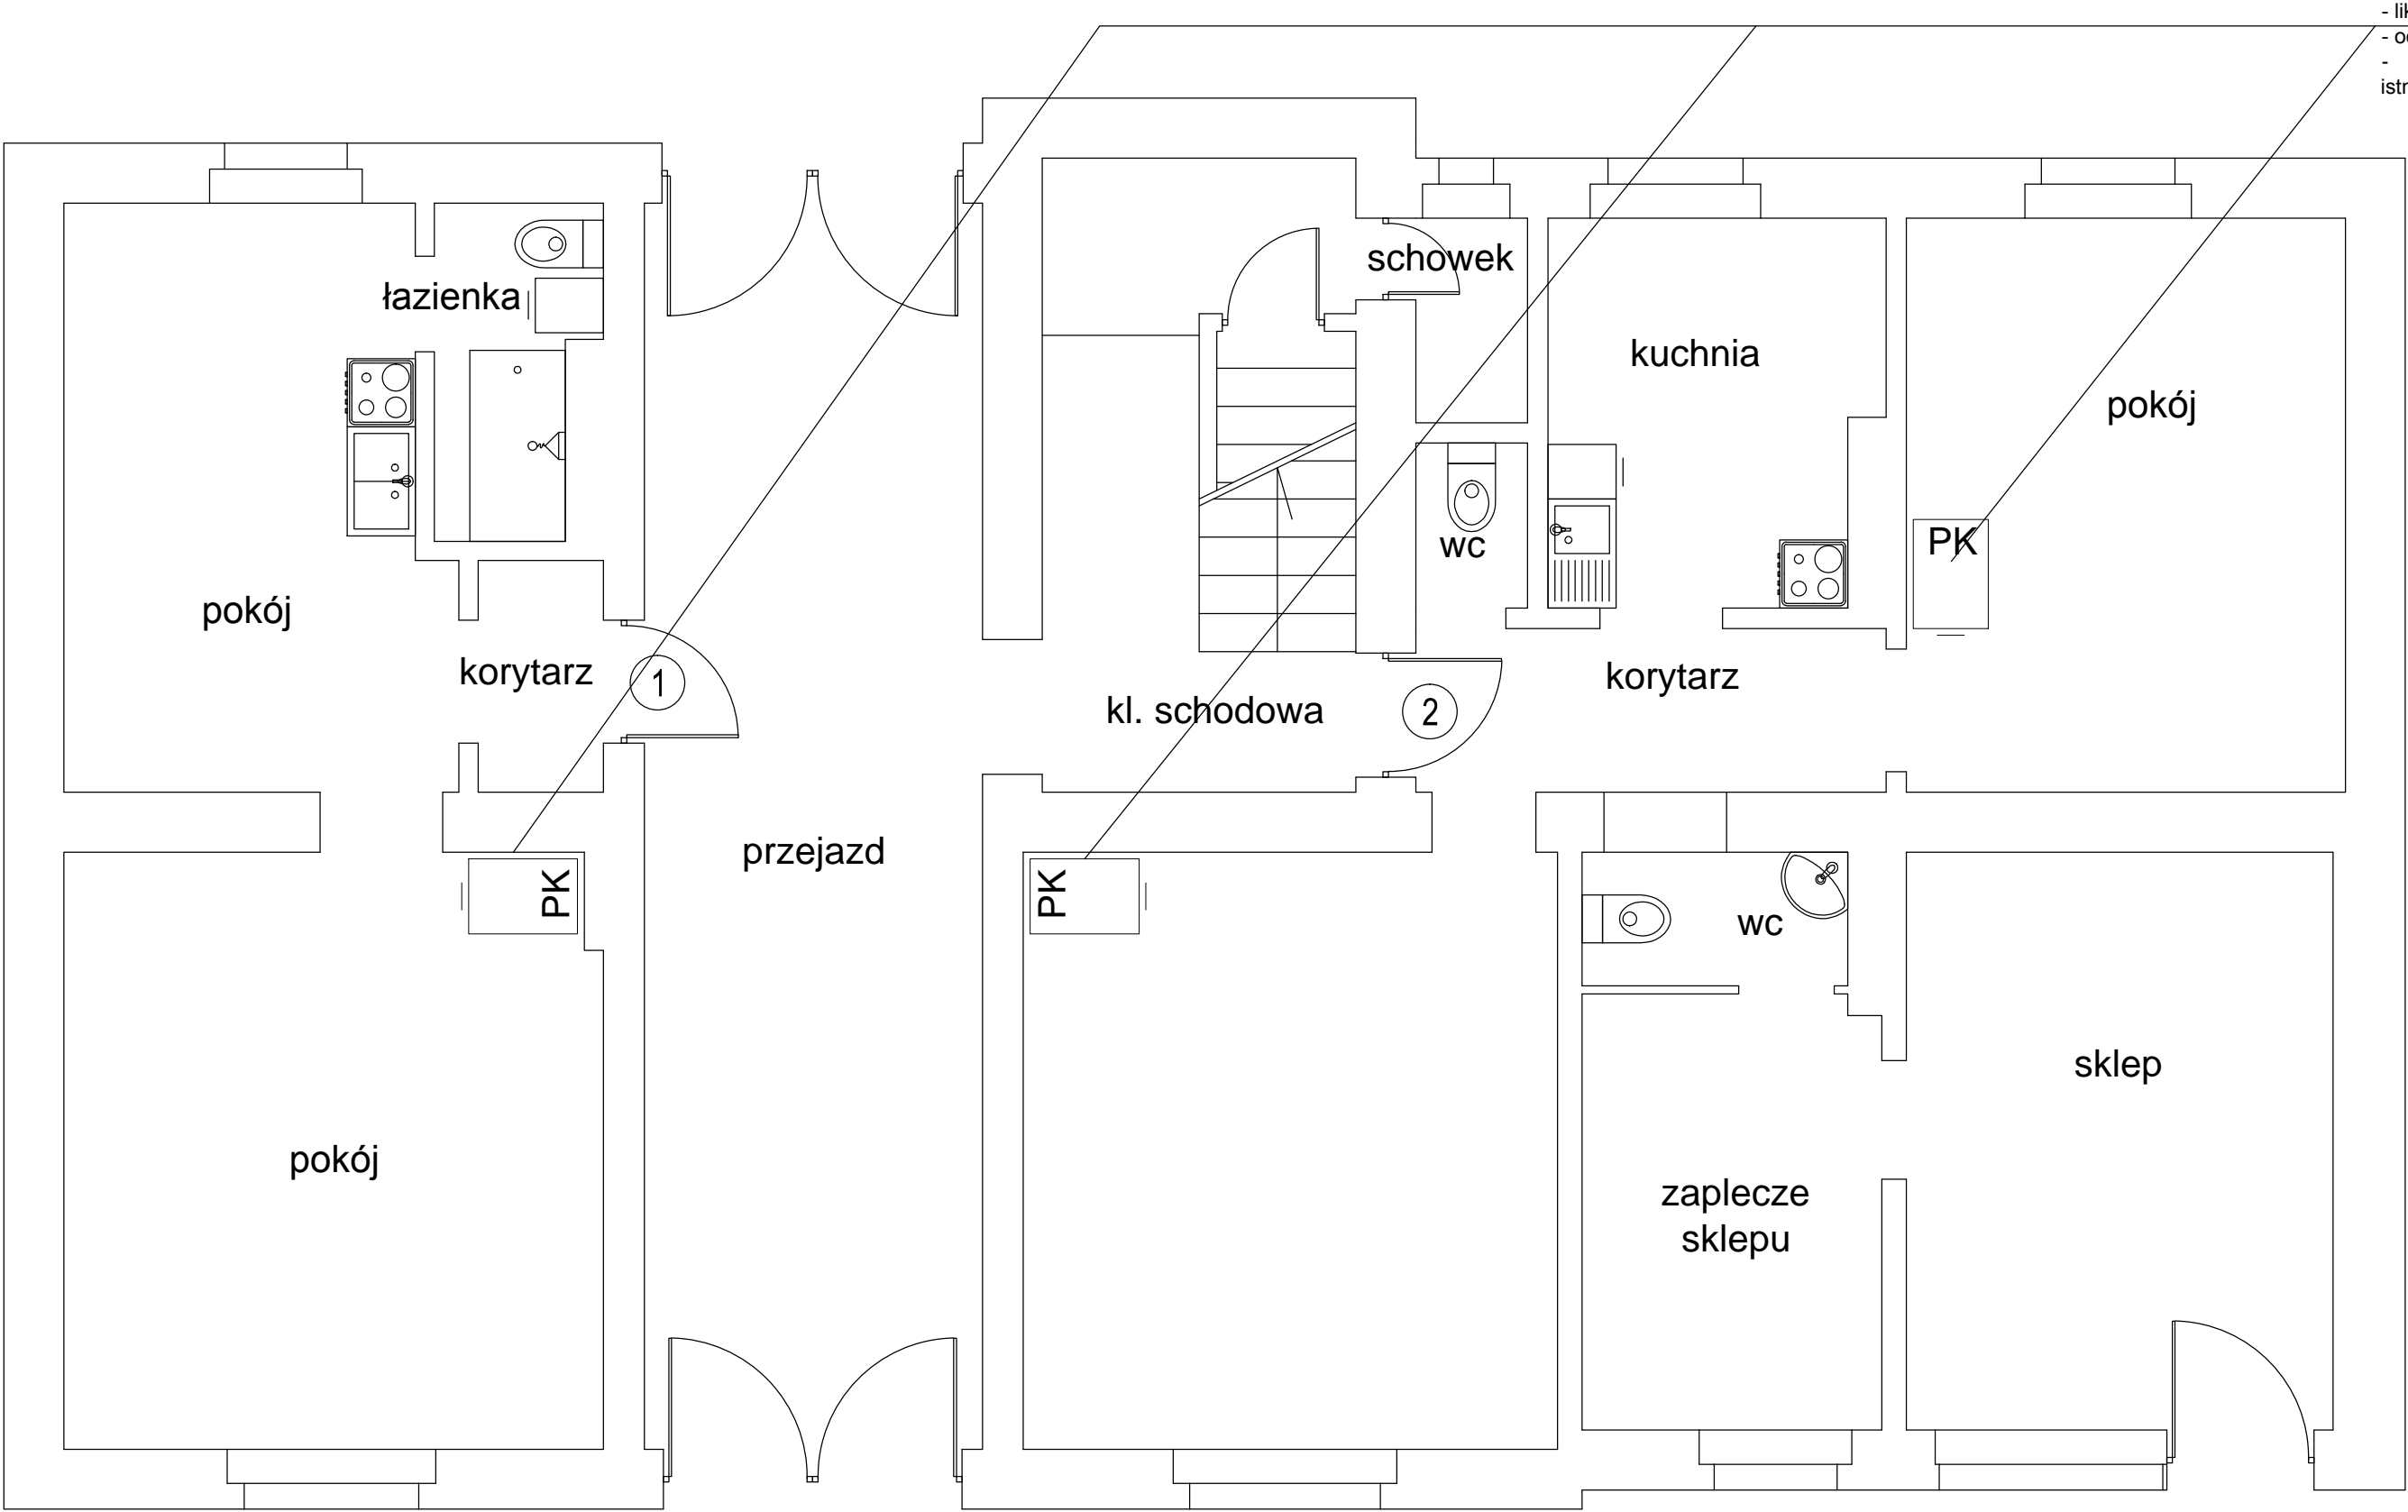 schowek
łazienka
kuchnia
pokój
PK
wc
pokój
korytarz
1
korytarz
kl. schodowa
2
przejazd
PK
PK
wc
sklep
pokój
zaplecze
sklepu